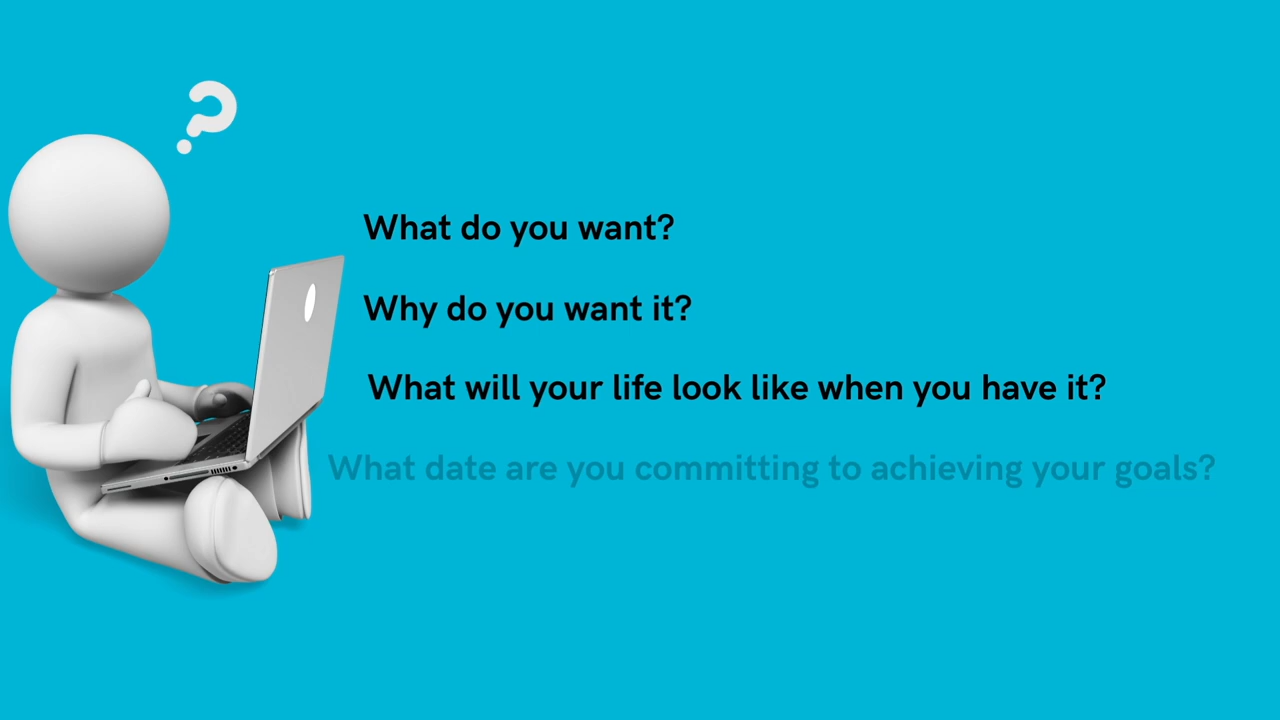 ?
What do you want?
Why do you want it?
What will your life look like when you have it?
What date are you committing to achieving your goals?